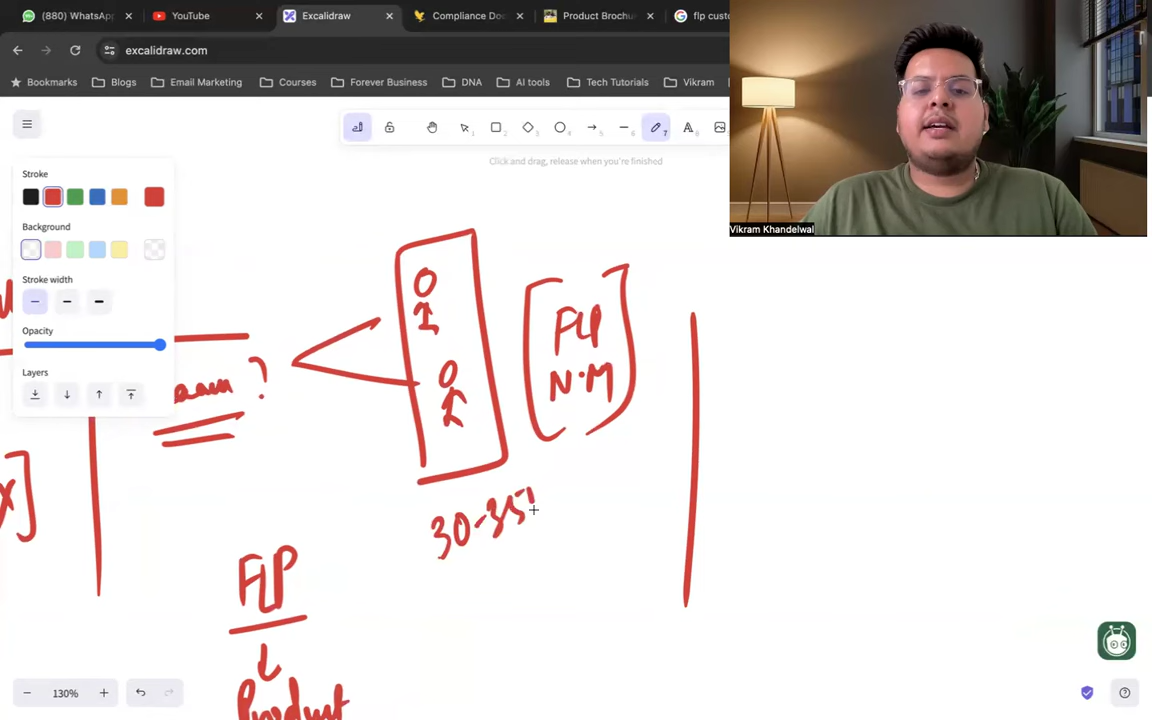 (880) WhatsApp
YouTube
Excalidraw
Compliance Doc
Product Brochu
flp custo
excalidraw.com
Bookmarks
Blogs
Email Marketing
Courses
Forever Business
DNA
AI tools
Tech Tutorials
Vikram
Click and drag, release when you're finished
Vikram Khandelwal
Stroke
Background
Stroke width
Opacity
Layers
?
FLP
N.M
30-35
FLP
Product
130%